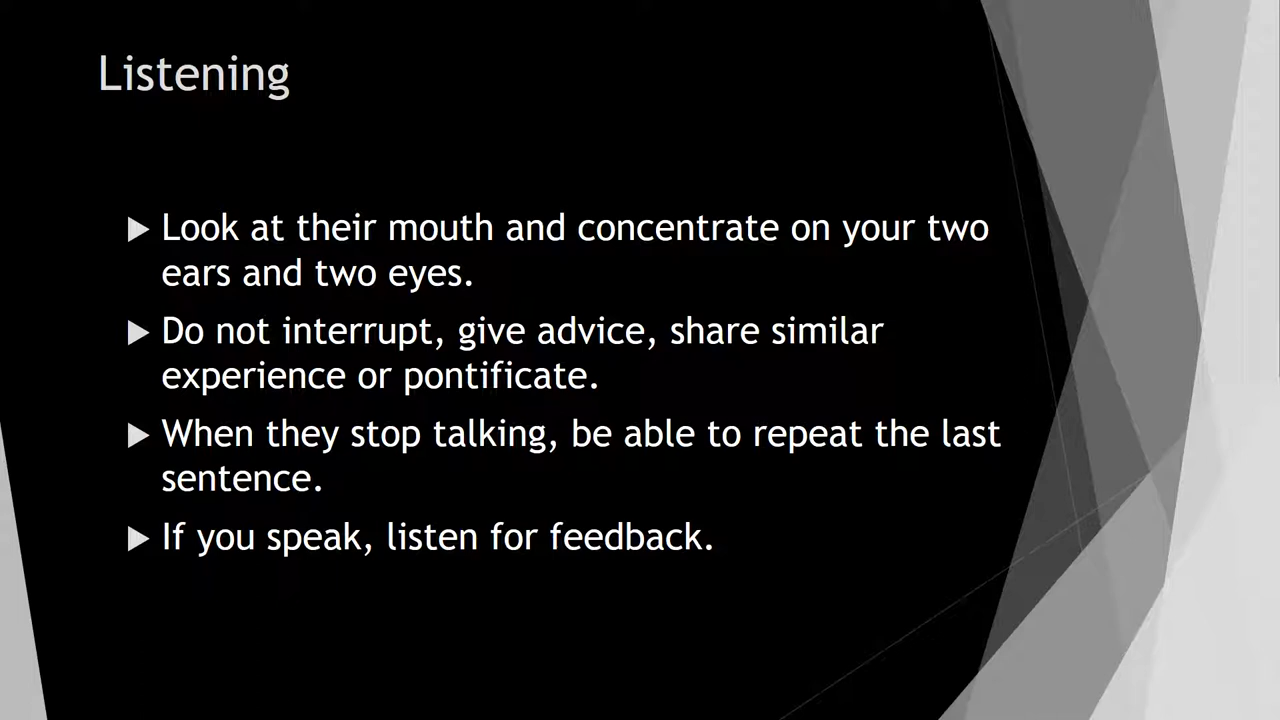 Listening
Look at their mouth and concentrate on your two
ears and two eyes.
Do not interrupt, give advice, share similar
experience or pontificate.
When they stop talking, be able to repeat the last
sentence.
If you speak, listen for feedback.